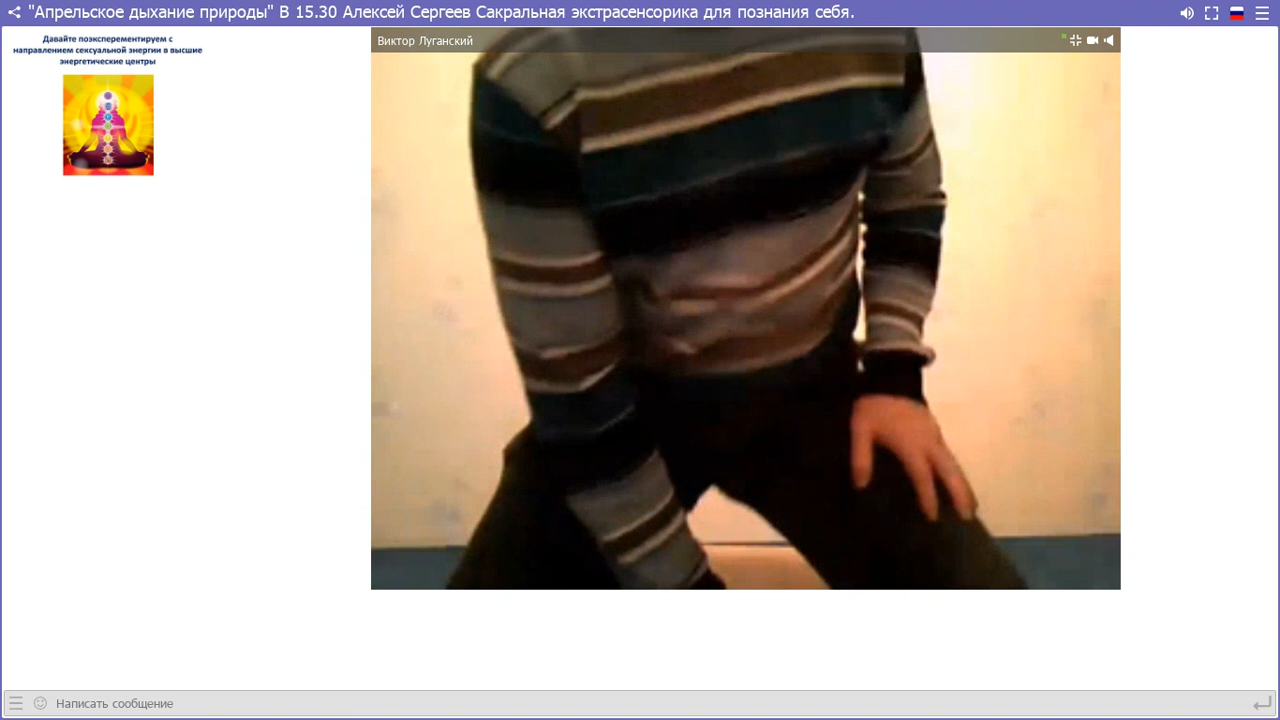 "Апрельское дыхание природы" В 15.30 Алексей Сергеев Сакральная экстрасенсорика для познания себя.
Давайте поэксперементируем с
направлением сексуальной энергии в высшие
энергетические центры
Виктор Луганский
Написать сообщение